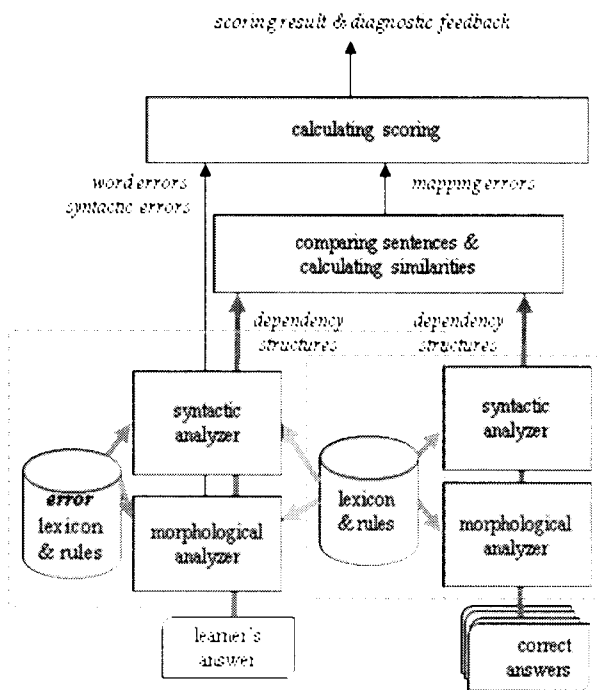 scoring result & diagnostic feedback
calculating scoring
word errors
syntactic errors
mapping errors
comparing sentences &
calculating similarities
dependency
structures
dependency
structures
syntactic
analyzer
syntactic
analyzer
error
lexicon
& rules
lexicon
& rules
morphological
analyzer
morphological
analyzer
learner's
answer
correct
answers